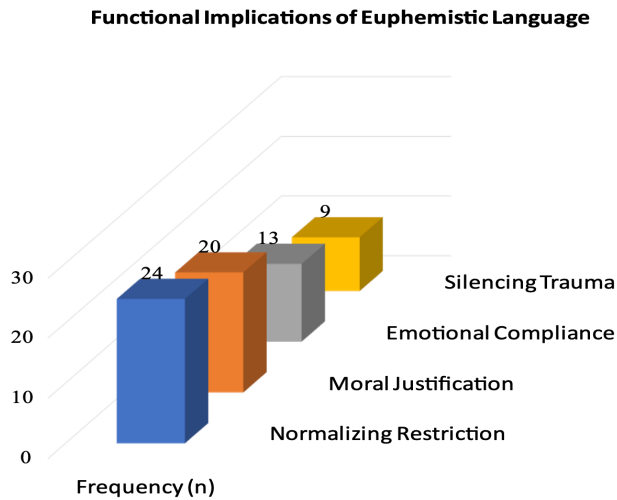 Functional Implications of Euphemistic Language
9
13
20
24
30
20
10
0
Silencing Trauma
Emotional Compliance
Moral Justification
Normalizing Restriction
Frequency (n)